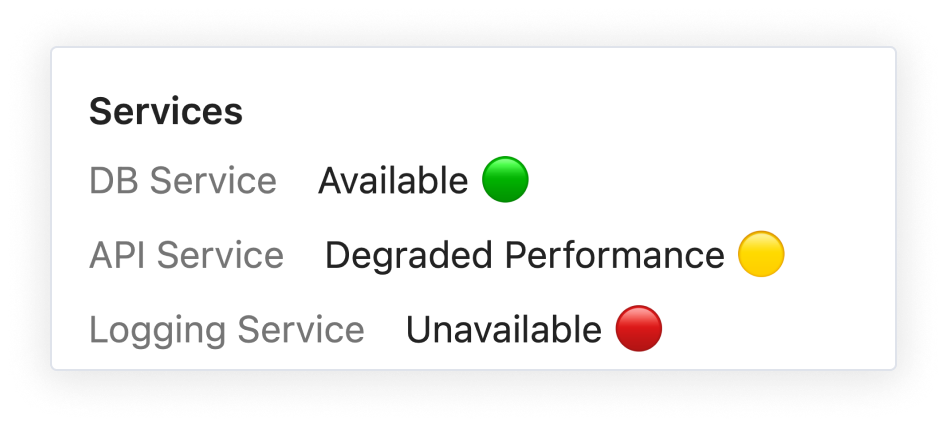 Services
DB Service Available 🟢
API Service Degraded Performance 🟡
Logging Service Unavailable 🔴